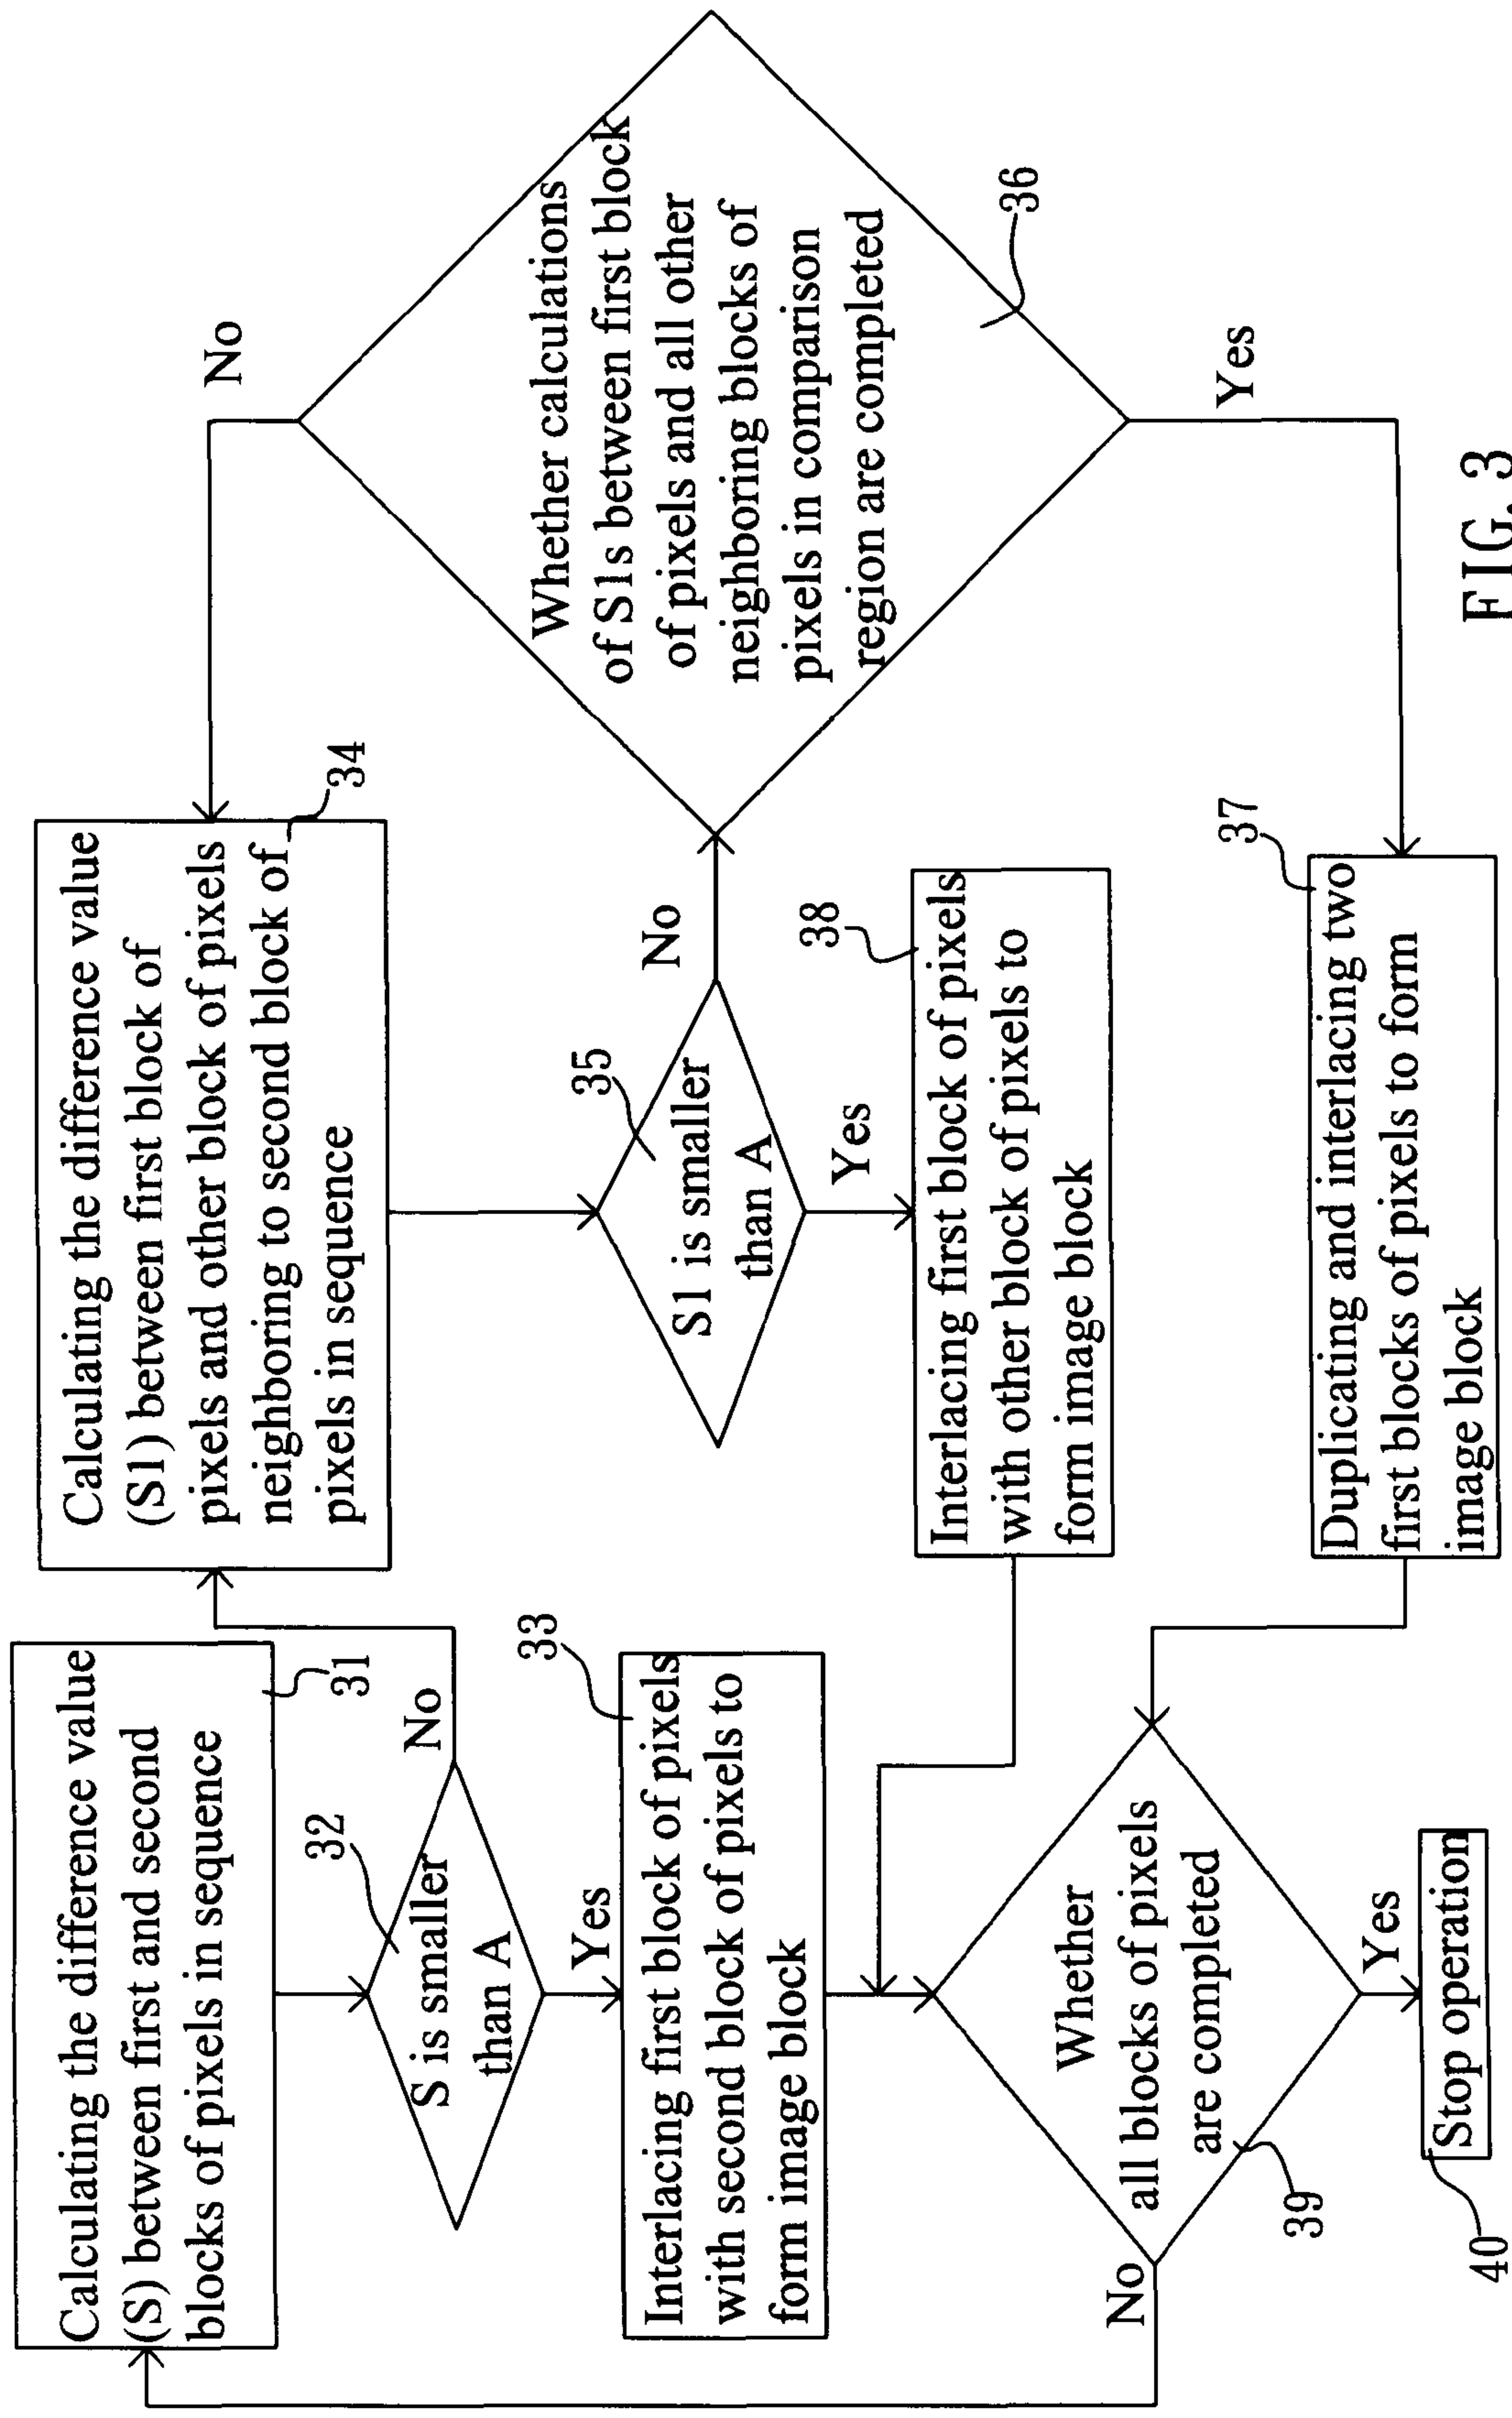 Calculating the difference value
(S) between first and second
blocks of pixels in sequence
31
32
S is smaller
than A
No
Yes
33
Interlacing first block of pixels
with second block of pixels to
form image block
Calculating the difference value
(S1) between first block of
pixels and other block of pixels
neighboring to second block of
pixels in sequence
34
35
S1 is smaller
than A
No
Yes
38
Interlacing first block of pixels
with other block of pixels to
form image block
No
Whether calculations
of S1s between first block
of pixels and all other
neighboring blocks of
pixels in comparison
region are completed
36
Yes
37
Duplicating and interlacing two
first blocks of pixels to form
image block
Whether
all blocks of pixels
are completed
39
No
Yes
Stop operation
40
FIG. 3